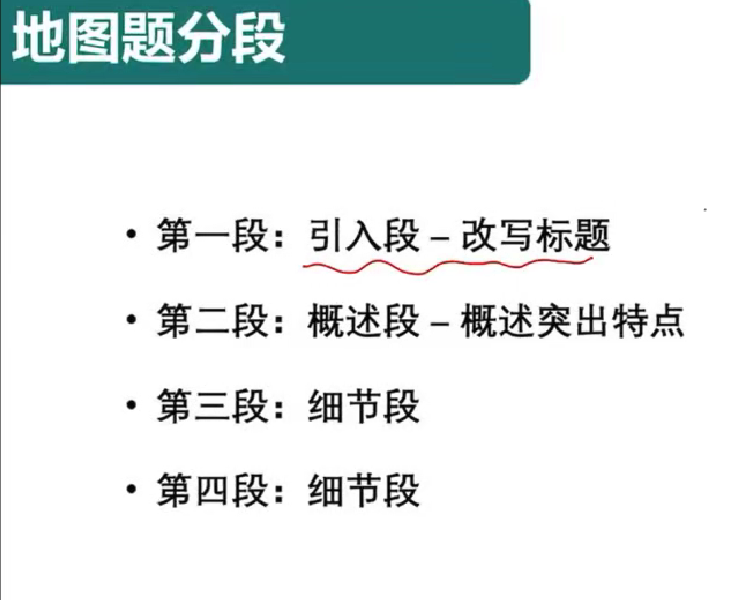 地图题分段
• 第一段：引入段 – 改写标题
• 第二段：概述段 – 概述突出特点
• 第三段：细节段
• 第四段：细节段